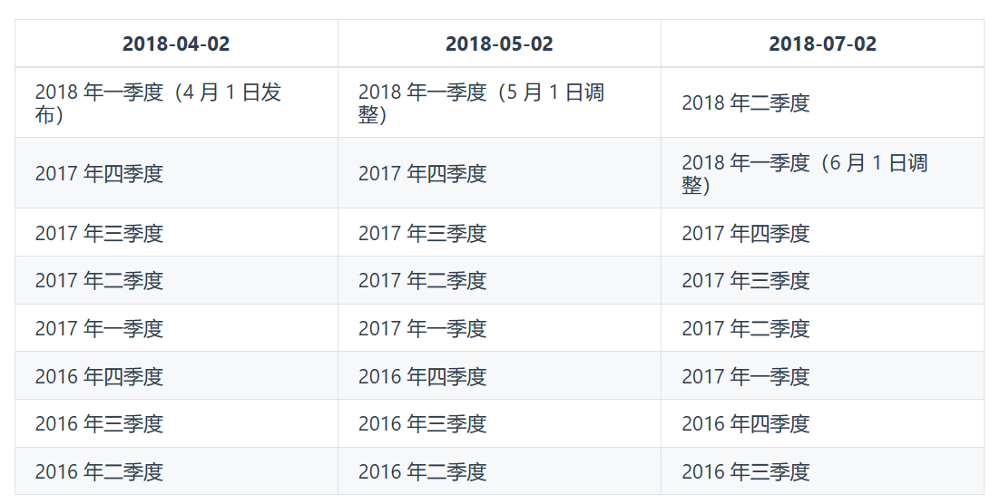 2018-04-02 2018-05-02 2018-07-02
2018 年一季度（4 月 1 日发
布） 2018 年一季度（5 月 1 日调
整） 2018 年二季度
2017 年四季度 2017 年四季度 2018 年一季度（6 月 1 日调
整）
2017 年三季度 2017 年三季度 2017 年四季度
2017 年二季度 2017 年二季度 2017 年三季度
2017 年一季度 2017 年一季度 2017 年二季度
2016 年四季度 2016 年四季度 2017 年一季度
2016 年三季度 2016 年三季度 2016 年四季度
2016 年二季度 2016 年二季度 2016 年三季度